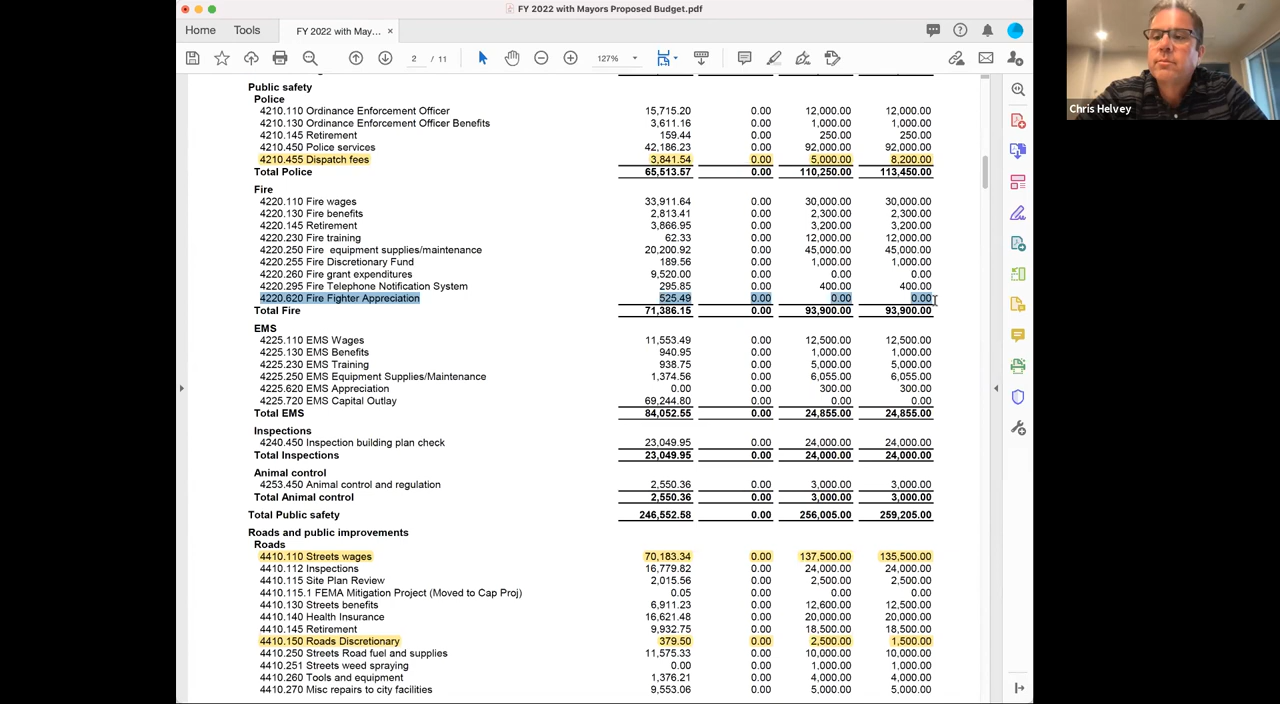 FY 2022 with Mayors Proposed Budget.pdf
Home Tools FY 2022 with May... ×
2 / 11 127%
Chris Helvey
Public safety
Police
4210.110 Ordinance Enforcement Officer 15,715.20 0.00 12,000.00 12,000.00
4210.130 Ordinance Enforcement Officer Benefits 3,611.16 0.00 1,000.00 1,000.00
4210.145 Retirement 159.44 0.00 250.00 250.00
4210.450 Police services 42,186.23 0.00 92,000.00 92,000.00
4210.455 Dispatch fees 3,841.54 0.00 5,000.00 8,200.00
Total Police 65,513.57 0.00 110,250.00 113,450.00
Fire
4220.110 Fire wages 33,911.64 0.00 30,000.00 30,000.00
4220.130 Fire benefits 2,813.41 0.00 2,300.00 2,300.00
4220.145 Retirement 3,866.95 0.00 3,200.00 3,200.00
4220.230 Fire training 62.33 0.00 12,000.00 12,000.00
4220.250 Fire equipment supplies/maintenance 20,200.92 0.00 45,000.00 45,000.00
4220.255 Fire Discretionary Fund 189.56 0.00 1,000.00 1,000.00
4220.260 Fire grant expenditures 9,520.00 0.00 0.00 0.00
4220.295 Fire Telephone Notification System 295.85 0.00 400.00 400.00
4220.620 Fire Fighter Appreciation 525.49 0.00 0.00 0.00
Total Fire 71,386.15 0.00 93,900.00 93,900.00
EMS
4225.110 EMS Wages 11,553.49 0.00 12,500.00 12,500.00
4225.130 EMS Benefits 940.95 0.00 1,000.00 1,000.00
4225.230 EMS Training 938.75 0.00 5,000.00 5,000.00
4225.250 EMS Equipment Supplies/Maintenance 1,374.56 0.00 6,055.00 6,055.00
4225.620 EMS Appreciation 0.00 0.00 300.00 300.00
4225.720 EMS Capital Outlay 69,244.80 0.00 0.00 0.00
Total EMS 84,052.55 0.00 24,855.00 24,855.00
Inspections
4240.450 Inspection building plan check 23,049.95 0.00 24,000.00 24,000.00
Total Inspections 23,049.95 0.00 24,000.00 24,000.00
Animal control
4253.450 Animal control and regulation 2,550.36 0.00 3,000.00 3,000.00
Total Animal control 2,550.36 0.00 3,000.00 3,000.00
Total Public safety 246,552.58 0.00 256,005.00 259,205.00
Roads and public improvements
Roads
4410.110 Streets wages 70,183.34 0.00 137,500.00 135,500.00
4410.112 Inspections 16,779.82 0.00 24,000.00 24,000.00
4410.115 Site Plan Review 2,015.56 0.00 2,500.00 2,500.00
4410.115.1 FEMA Mitigation Project (Moved to Cap Proj) 0.05 0.00 0.00 0.00
4410.130 Streets benefits 6,911.23 0.00 12,600.00 12,500.00
4410.140 Health Insurance 16,621.48 0.00 20,000.00 20,000.00
4410.145 Retirement 9,932.75 0.00 18,500.00 18,500.00
4410.150 Roads Discretionary 379.50 0.00 2,500.00 1,500.00
4410.250 Streets Road fuel and supplies 11,575.33 0.00 10,000.00 10,000.00
4410.251 Streets weed spraying 0.00 0.00 1,000.00 1,000.00
4410.260 Tools and equipment 1,376.21 0.00 4,000.00 4,000.00
4410.270 Misc repairs to city facilities 9,553.06 0.00 5,000.00 5,000.00